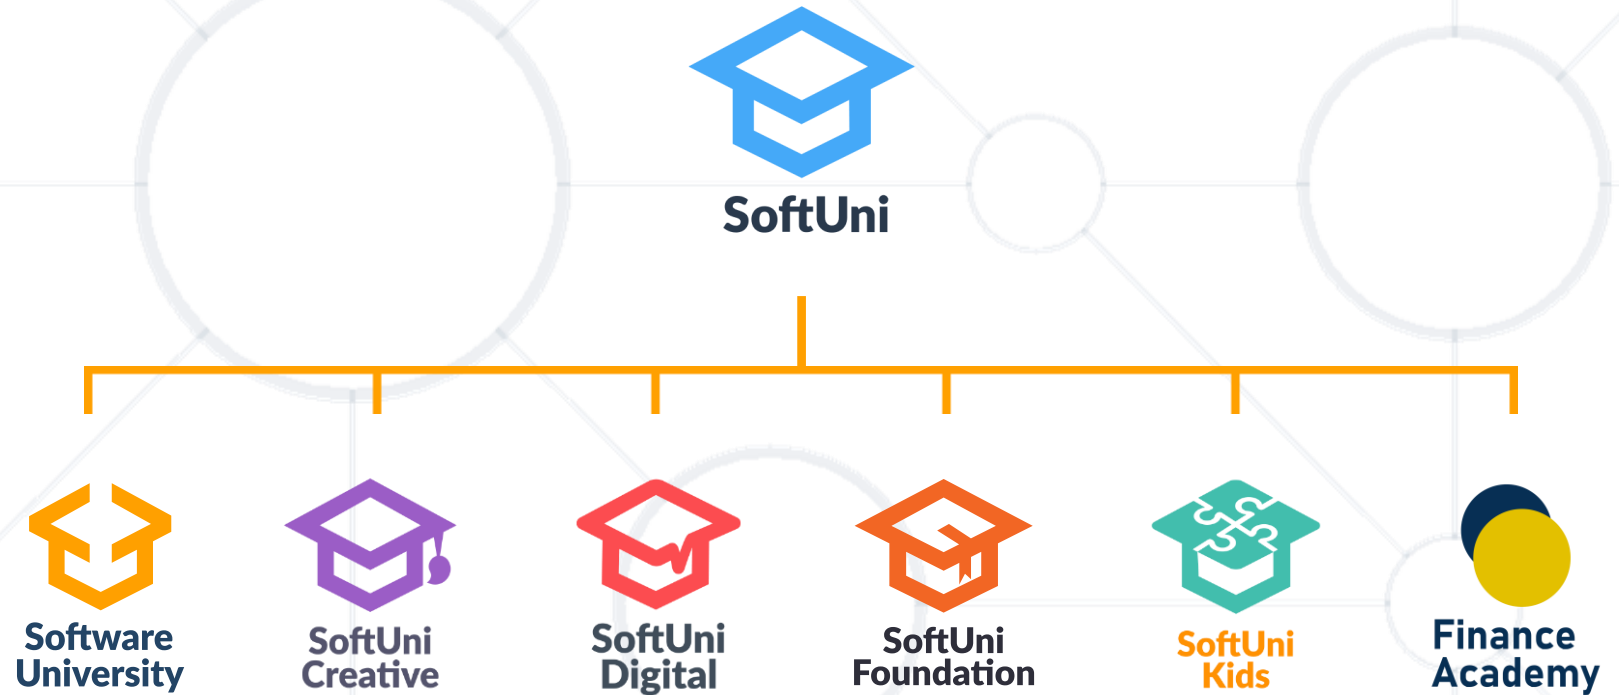 SoftUni
Software
University
SoftUni
Creative
SoftUni
Digital
SoftUni
Foundation
SoftUni
Kids
Finance
Academy